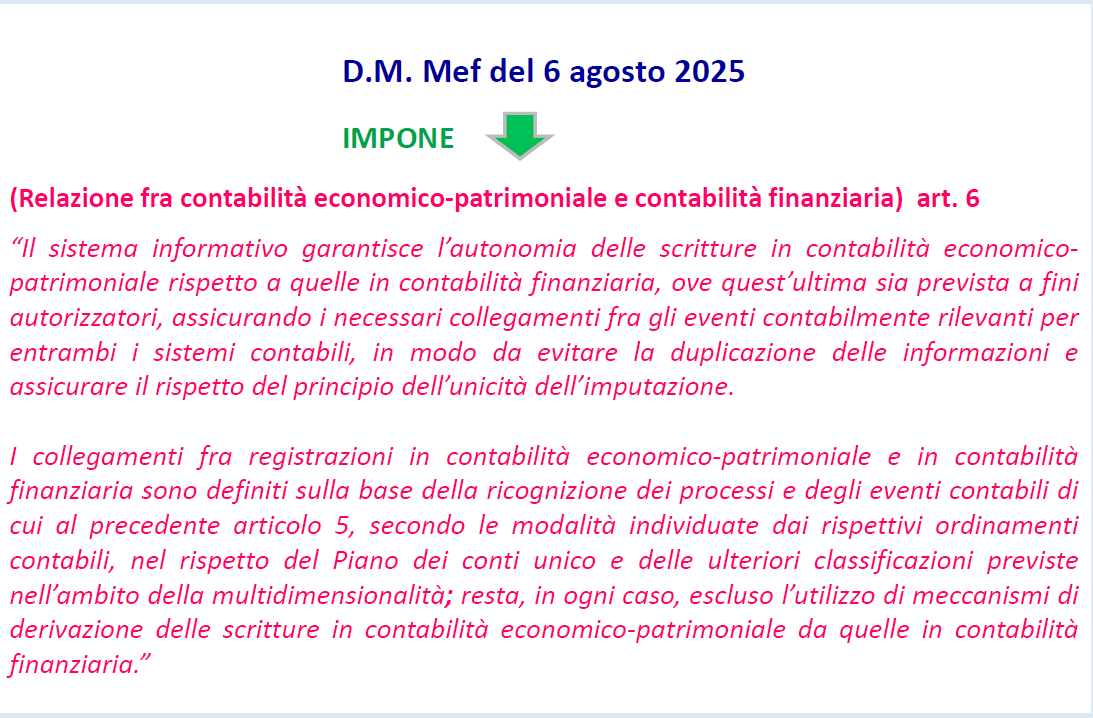 D.M. Mef del 6 agosto 2025
IMPONE
(Relazione fra contabilità economico-patrimoniale e contabilità finanziaria)  art. 6
“Il sistema informativo garantisce l’autonomia delle scritture in contabilità economico-
patrimoniale rispetto a quelle in contabilità finanziaria, ove quest’ultima sia prevista a fini
autorizzatori, assicurando i necessari collegamenti fra gli eventi contabilmente rilevanti per
entrambi i sistemi contabili, in modo da evitare la duplicazione delle informazioni e
assicurare il rispetto del principio dell’unicità dell’imputazione.
I collegamenti fra registrazioni in contabilità economico-patrimoniale e in contabilità
finanziaria sono definiti sulla base della ricognizione dei processi e degli eventi contabili di
cui al precedente articolo 5, secondo le modalità individuate dai rispettivi ordinamenti
contabili, nel rispetto del Piano dei conti unico e delle ulteriori classificazioni previste
nell’ambito della multidimensionalità; resta, in ogni caso, escluso l’utilizzo di meccanismi di
derivazione delle scritture in contabilità economico-patrimoniale da quelle in contabilità
finanziaria.”